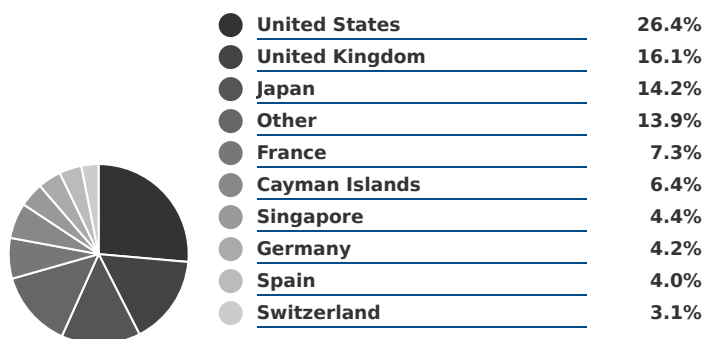 United States 26.4%
United Kingdom 16.1%
Japan 14.2%
Other 13.9%
France 7.3%
Cayman Islands 6.4%
Singapore 4.4%
Germany 4.2%
Spain 4.0%
Switzerland 3.1%